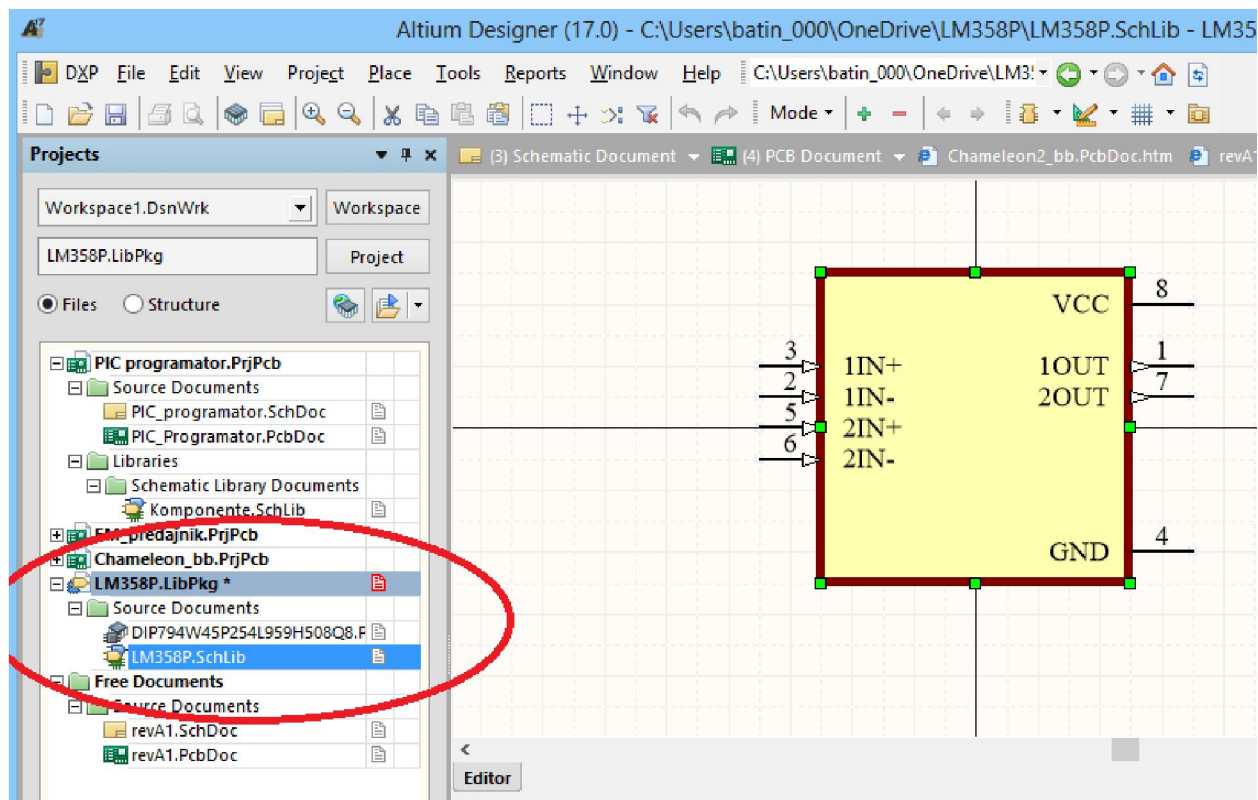 Altium Designer (17.0) - C:\Users\batin_000\OneDrive\LM358P\LM358P.SchLib - LM35
DXP File Edit View Project Place Tools Reports Window Help C:\Users\batin_000\OneDrive\LM3!
Mode
Projects
(3) Schematic Document (4) PCB Document Chameleon2_bb.PcbDoc.htm revA1
Workspace1.DsnWrk Workspace
LM358P.LibPkg Project
Files Structure
PIC programator.PrjPcb
Source Documents
PIC_programator.SchDoc
PIC_Programator.PcbDoc
Libraries
Schematic Library Documents
Komponente.SchLib
FM_predajnik.PrjPcb
Chameleon_bb.PrjPcb
LM358P.LibPkg *
Source Documents
DIP794W45P254L959H508Q8.P
LM358P.SchLib
Free Documents
Source Documents
revA1.SchDoc
revA1.PcbDoc
VCC 8
3 1IN+ 1OUT 1
2 1IN- 2OUT 7
5 2IN+
6 2IN-
GND 4
Editor